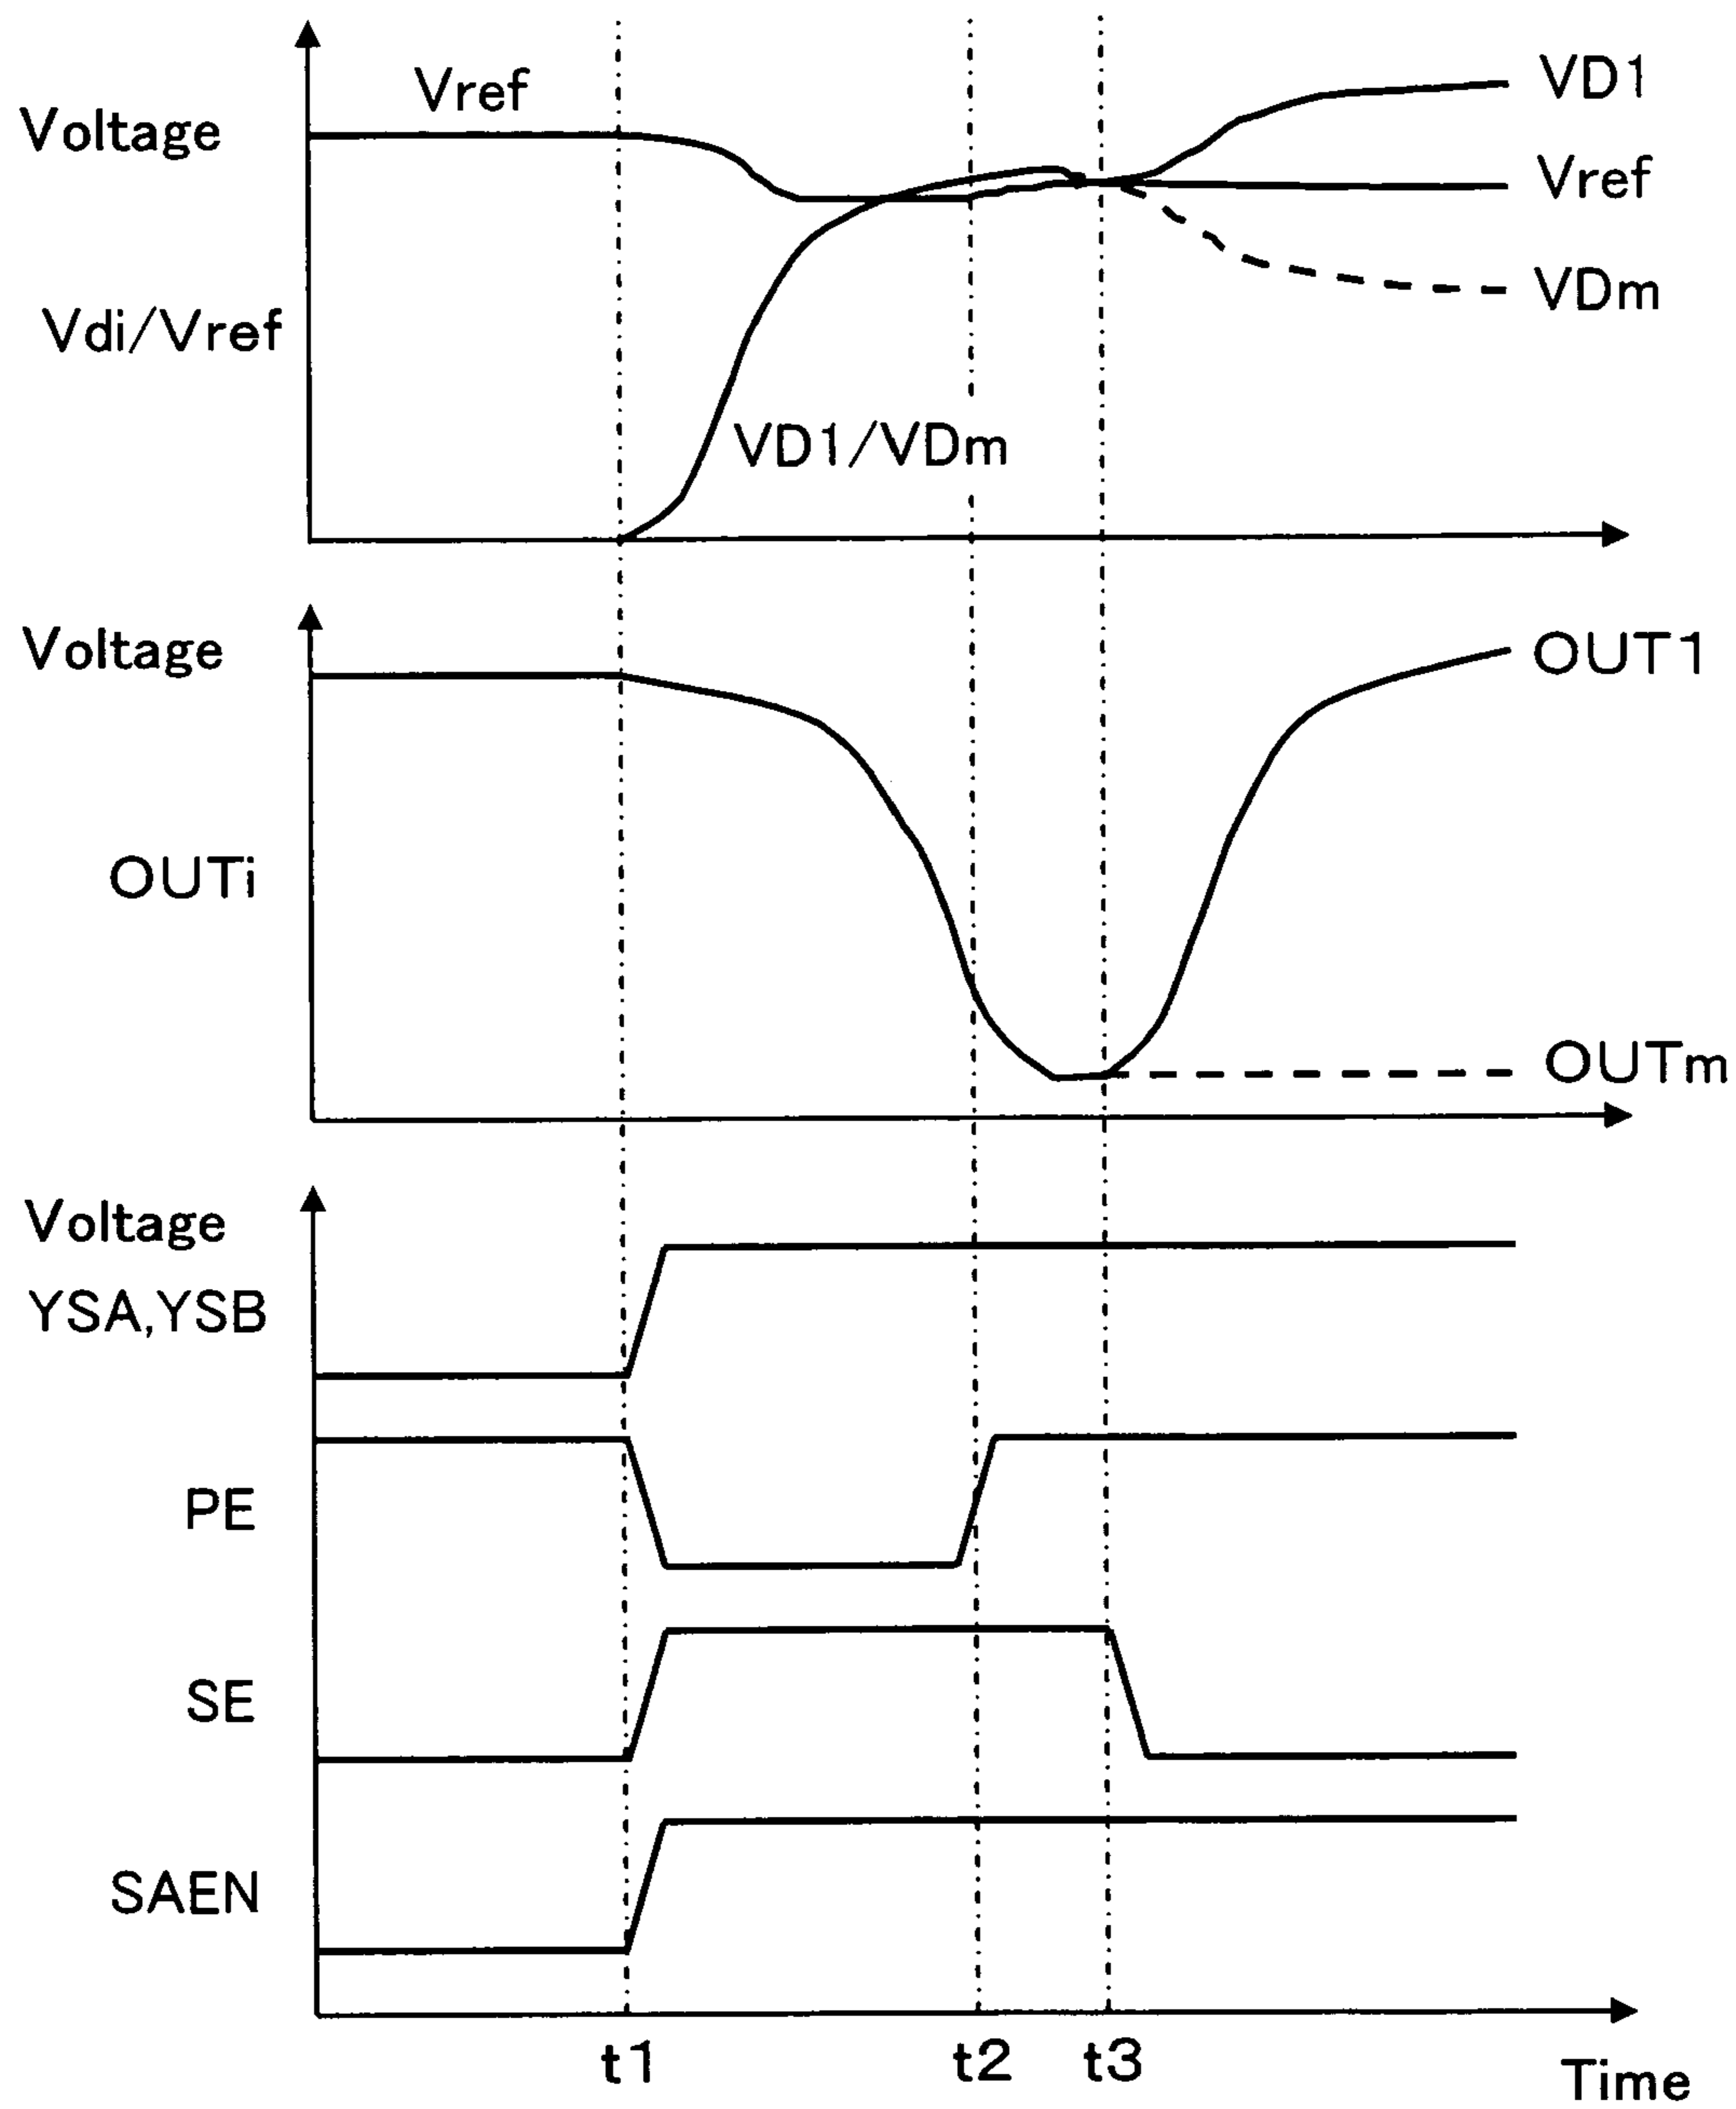 Vref
VD1
Voltage
Vref
VDm
Vdi/Vref
VD1/VDm
Voltage
OUT1
OUTi
OUTm
Voltage
YSA,YSB
PE
SE
SAEN
t1 t2 t3
Time